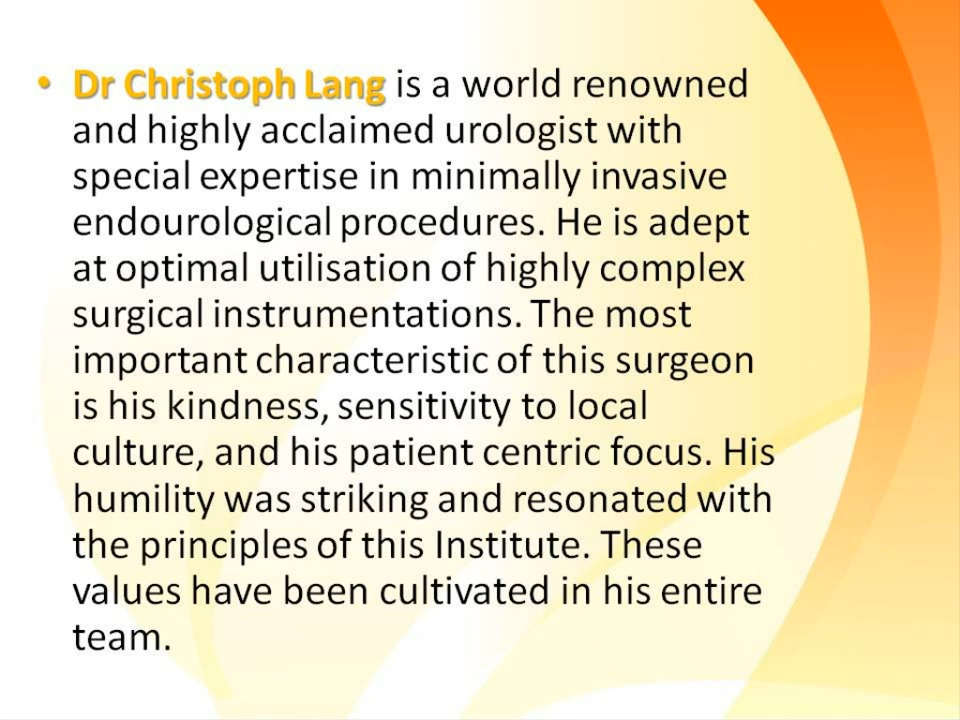 • Dr Christoph Lang is a world renowned
and highly acclaimed urologist with
special expertise in minimally invasive
endourological procedures. He is adept
at optimal utilisation of highly complex
surgical instrumentations. The most
important characteristic of this surgeon
is his kindness, sensitivity to local
culture, and his patient centric focus. His
humility was striking and resonated with
the principles of this Institute. These
values have been cultivated in his entire
team.